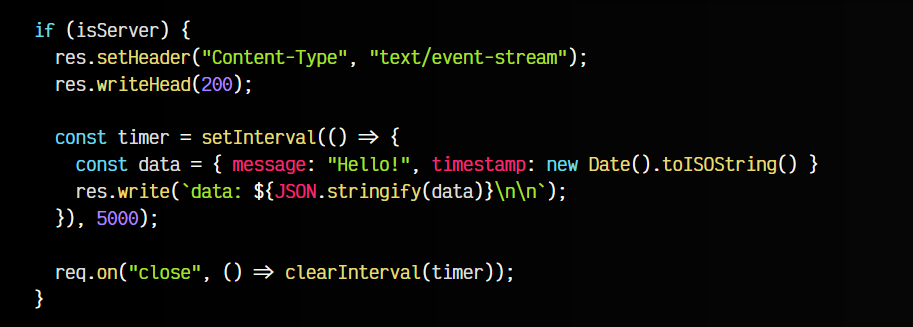 if (isServer) {
  res.setHeader("Content-Type", "text/event-stream");
  res.writeHead(200);

  const timer = setInterval(() => {
    const data = { message: "Hello!", timestamp: new Date().toISOString() }
    res.write(`data: ${JSON.stringify(data)}\n\n`);
  }), 5000);

  req.on("close", () => clearInterval(timer));
}